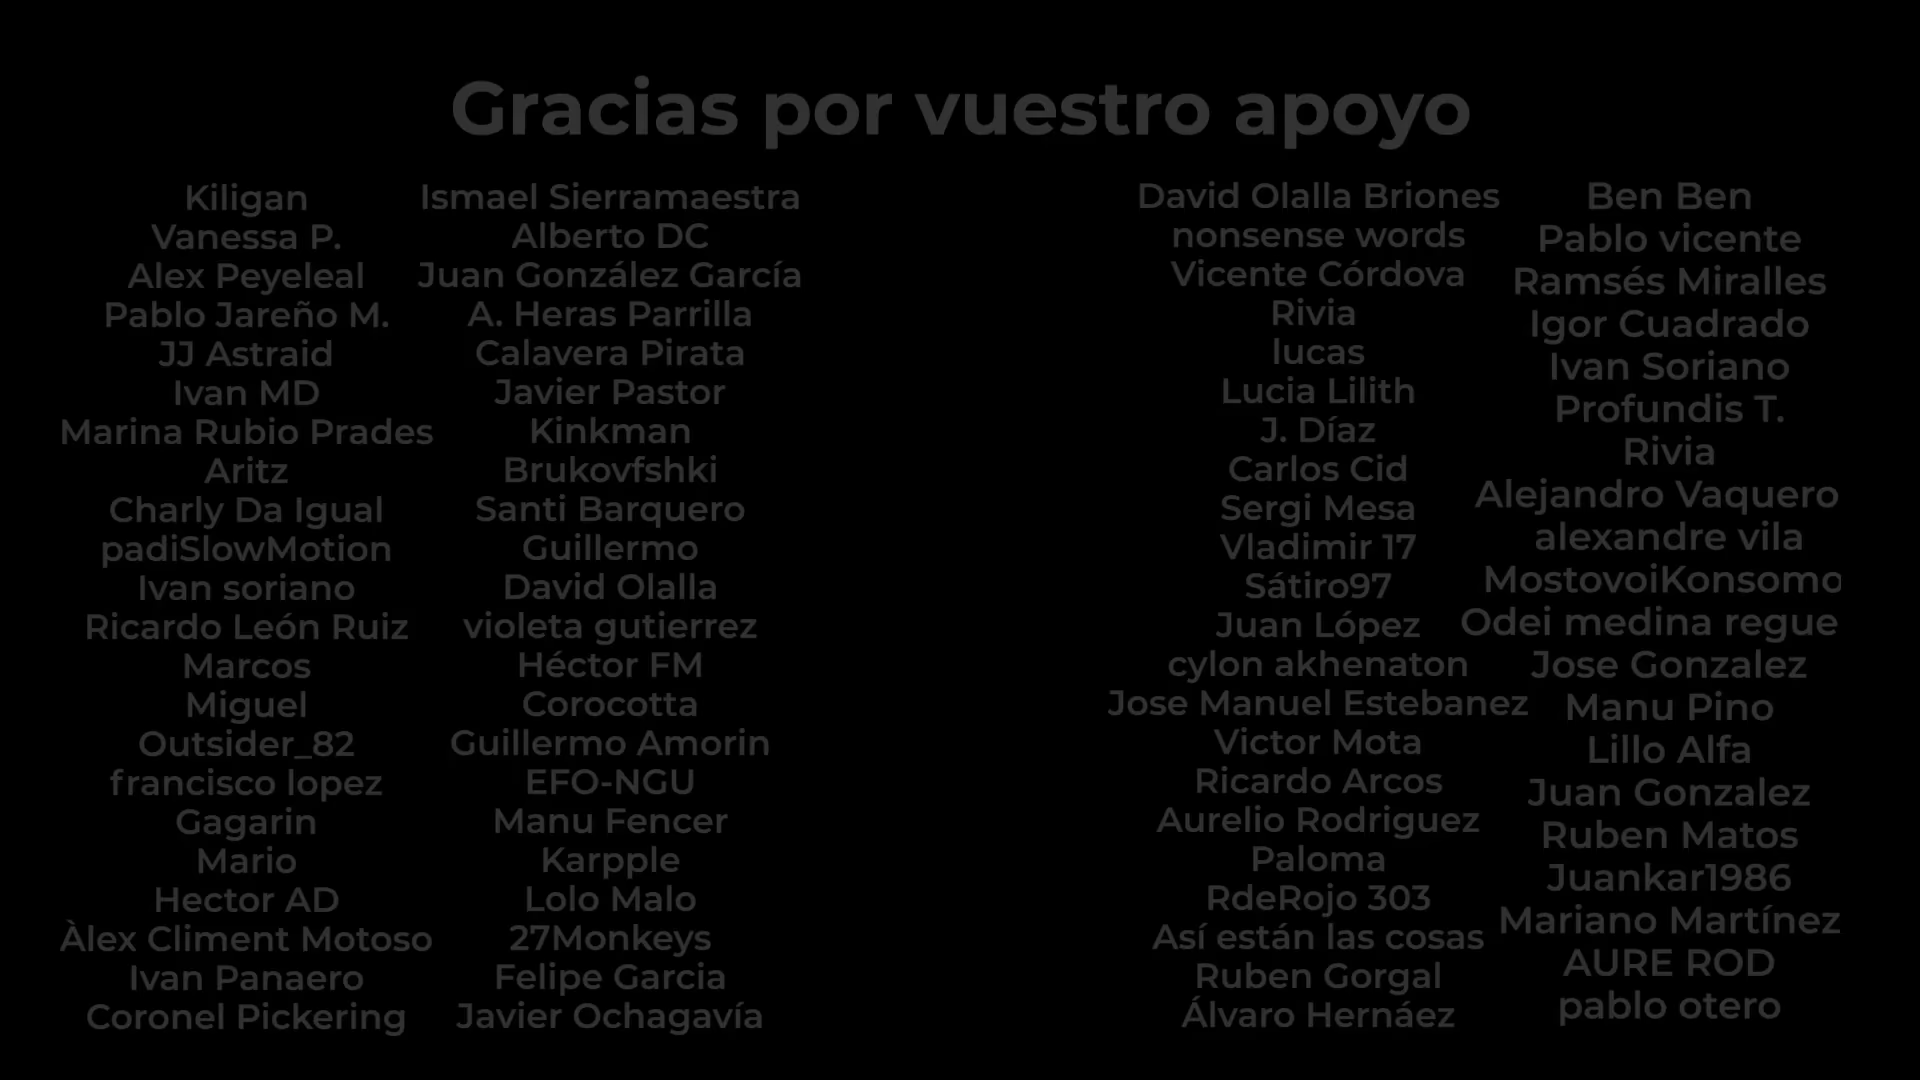 Gracias por vuestro apoyo
Kiligan
Vanessa P.
Alex Peyeleal
Pablo Jareño M.
JJ Astraid
Ivan MD
Marina Rubio Prades
Aritz
Charly Da Igual
padiSlowMotion
Ivan soriano
Ricardo León Ruiz
Marcos
Miguel
Outsider_82
francisco lopez
Gagarin
Mario
Hector AD
Àlex Climent Motoso
Ivan Panaero
Coronel Pickering
Ismael Sierramaestra
Alberto DC
Juan González García
A. Heras Parrilla
Calavera Pirata
Javier Pastor
Kinkman
Brukovfshki
Santi Barquero
Guillermo
David Olalla
violeta gutierrez
Héctor FM
Corocotta
Guillermo Amorin
EFO-NGU
Manu Fencer
Karpple
Lolo Malo
27Monkeys
Felipe Garcia
Javier Ochagavía
David Olalla Briones
nonsense words
Vicente Córdova
Rivia
lucas
Lucia Lilith
J. Díaz
Carlos Cid
Sergi Mesa
Vladimir 17
Sátiro97
Juan López
cylon akhenaton
Jose Manuel Estebanez
Victor Mota
Ricardo Arcos
Aurelio Rodriguez
Paloma
RdeRojo 303
Así están las cosas
Ruben Gorgal
Álvaro Hernáez
Ben Ben
Pablo vicente
Ramsés Miralles
Igor Cuadrado
Ivan Soriano
Profundis T.
Rivia
Alejandro Vaquero
alexandre vila
MostovoiKonsomo
Odei medina regue
Jose Gonzalez
Manu Pino
Lillo Alfa
Juan Gonzalez
Ruben Matos
Juankar1986
Mariano Martínez
AURE ROD
pablo otero